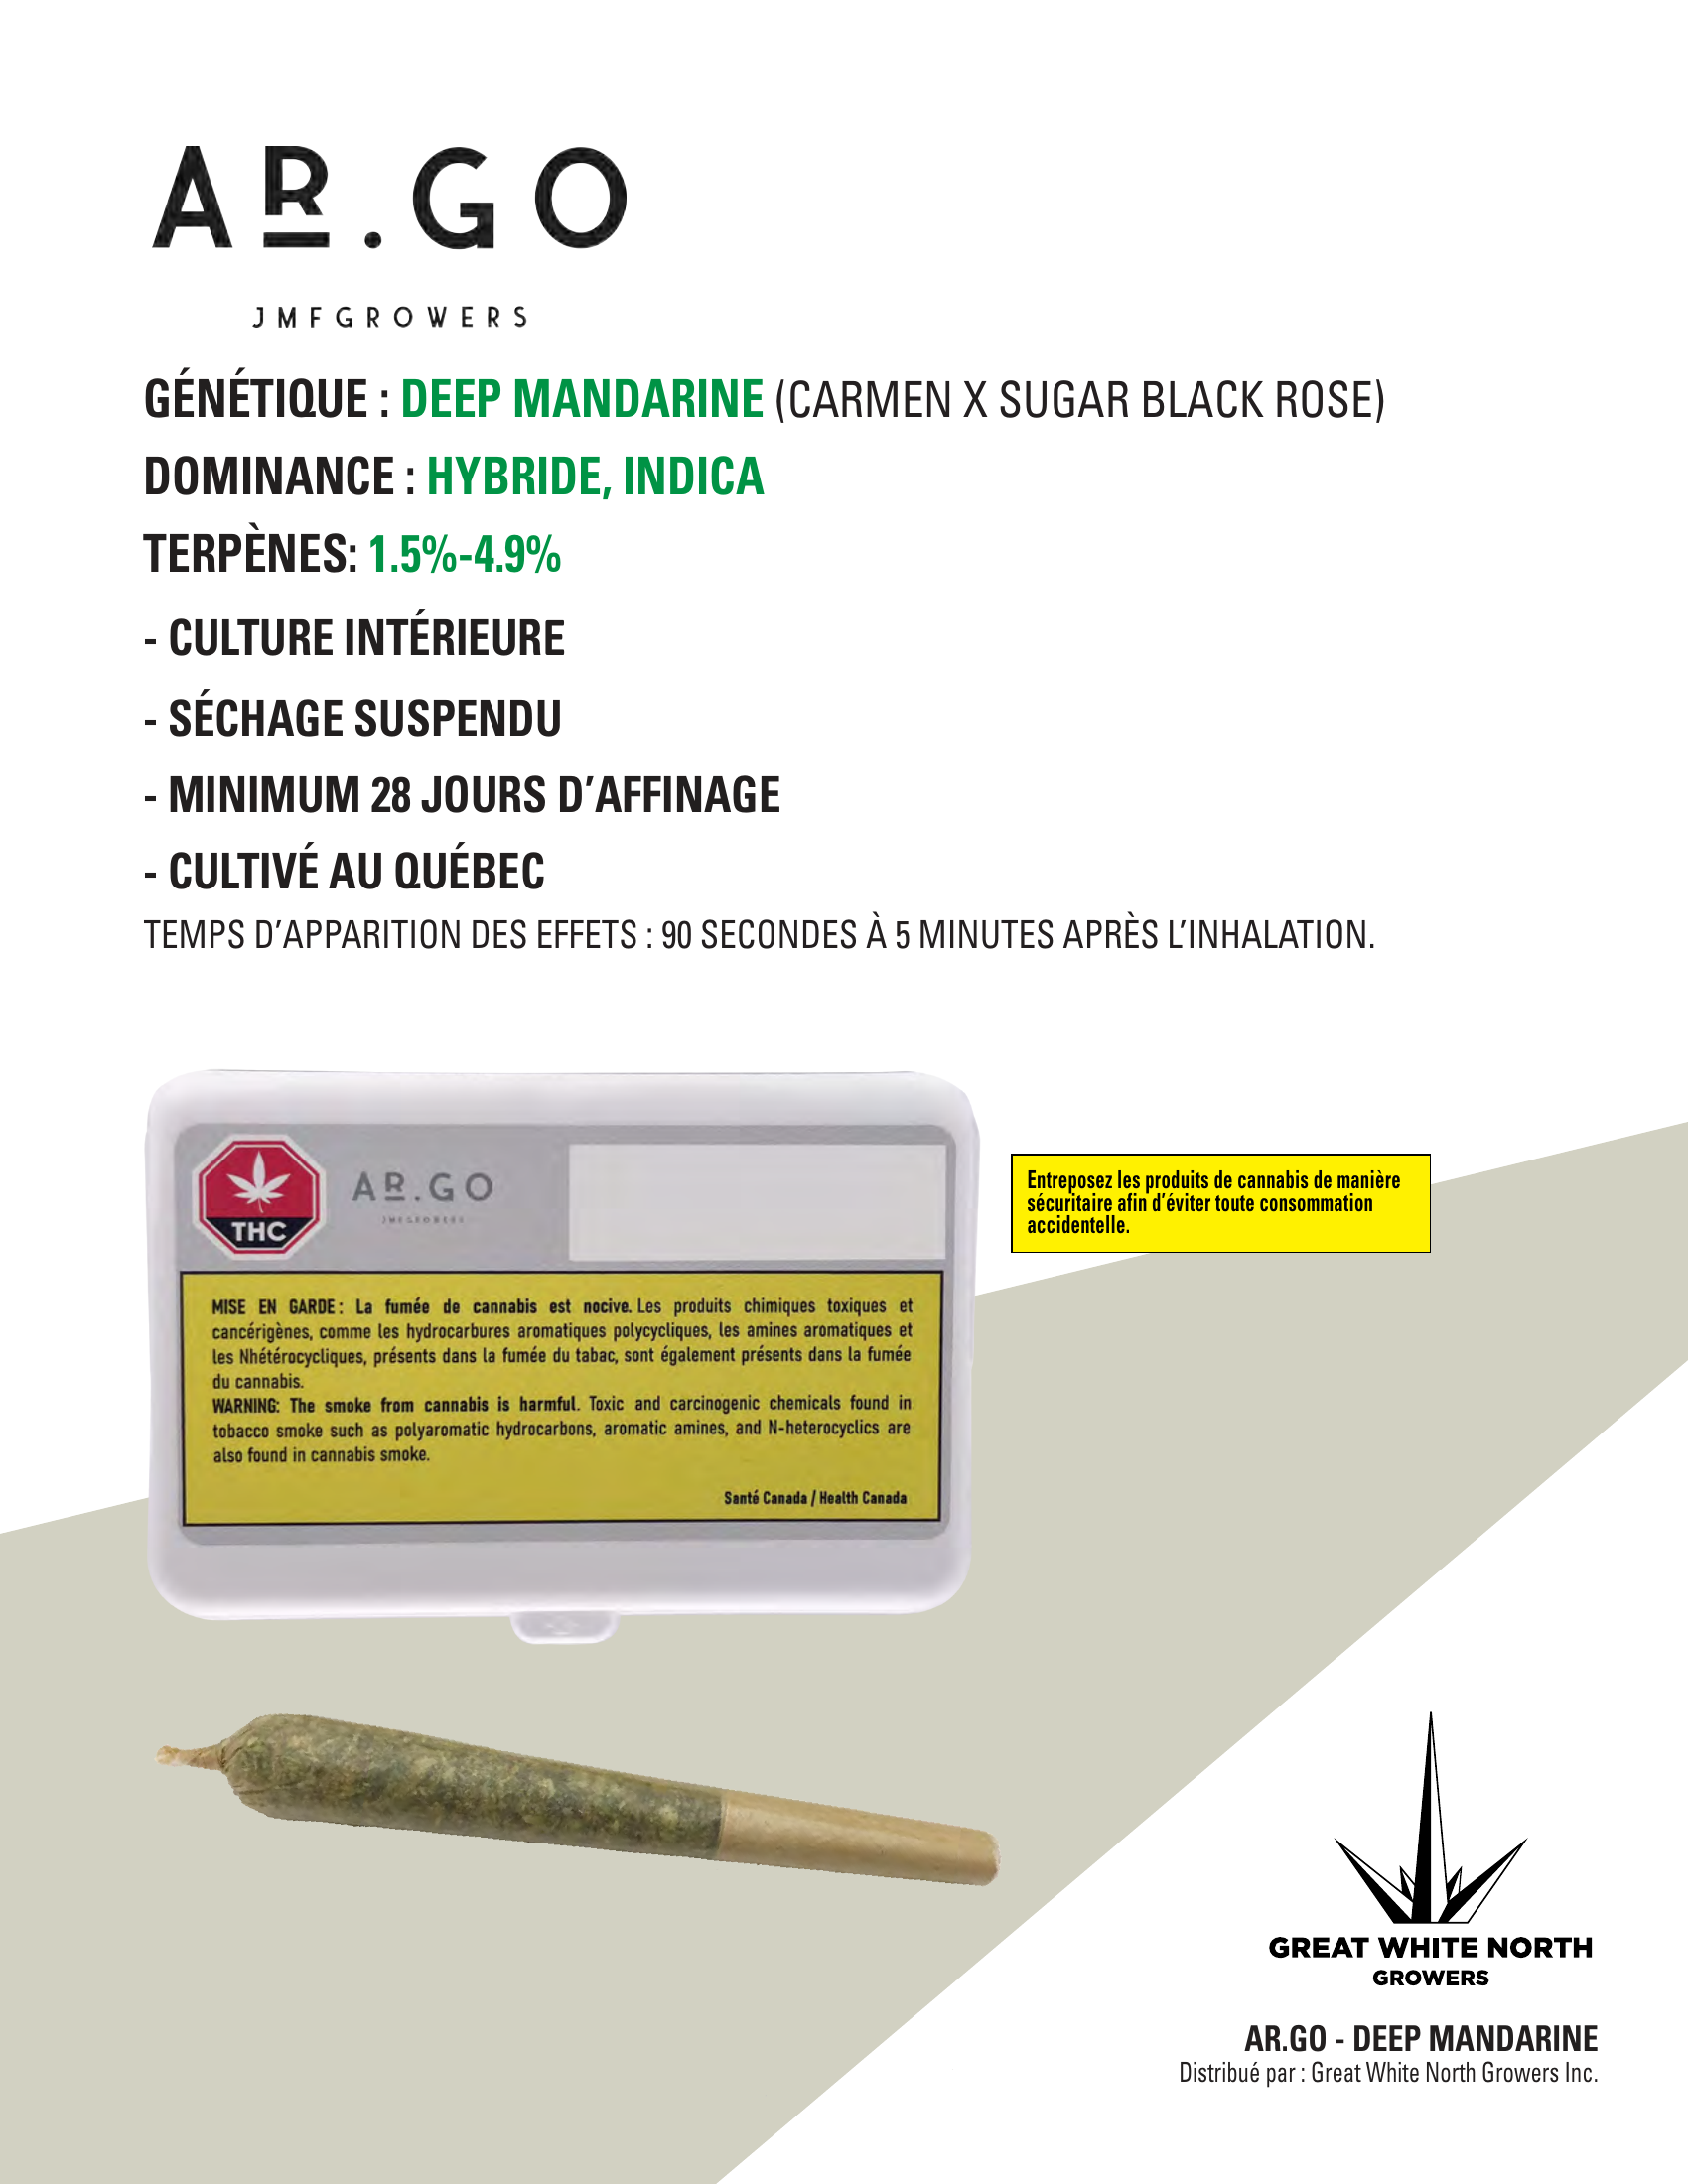 AR.GO
JMFGROWERS
GÉNÉTIQUE : DEEP MANDARINE (CARMEN X SUGAR BLACK ROSE)
DOMINANCE : HYBRIDE, INDICA
TERPÈNES: 1.5%-4.9%
- CULTURE INTÉRIEURE
- SÉCHAGE SUSPENDU
- MINIMUM 28 JOURS D’AFFINAGE
- CULTIVÉ AU QUÉBEC
TEMPS D’APPARITION DES EFFETS : 90 SECONDES À 5 MINUTES APRÈS L’INHALATION.
THC
AR.GO
JMFGROWERS
MISE EN GARDE : La fumée de cannabis est nocive. Les produits chimiques toxiques et
cancérigènes, comme les hydrocarbures aromatiques polycycliques, les amines aromatiques et
les Nhétérocycliques, présents dans la fumée du tabac, sont également présents dans la fumée
du cannabis.
WARNING: The smoke from cannabis is harmful. Toxic and carcinogenic chemicals found in
tobacco smoke such as polyaromatic hydrocarbons, aromatic amines, and N-heterocyclics are
also found in cannabis smoke.
Santé Canada / Health Canada
Entreposez les produits de cannabis de manière
sécuritaire afin d’éviter toute consommation
accidentelle.
GREAT WHITE NORTH
GROWERS
AR.GO - DEEP MANDARINE
Distribué par : Great White North Growers Inc.